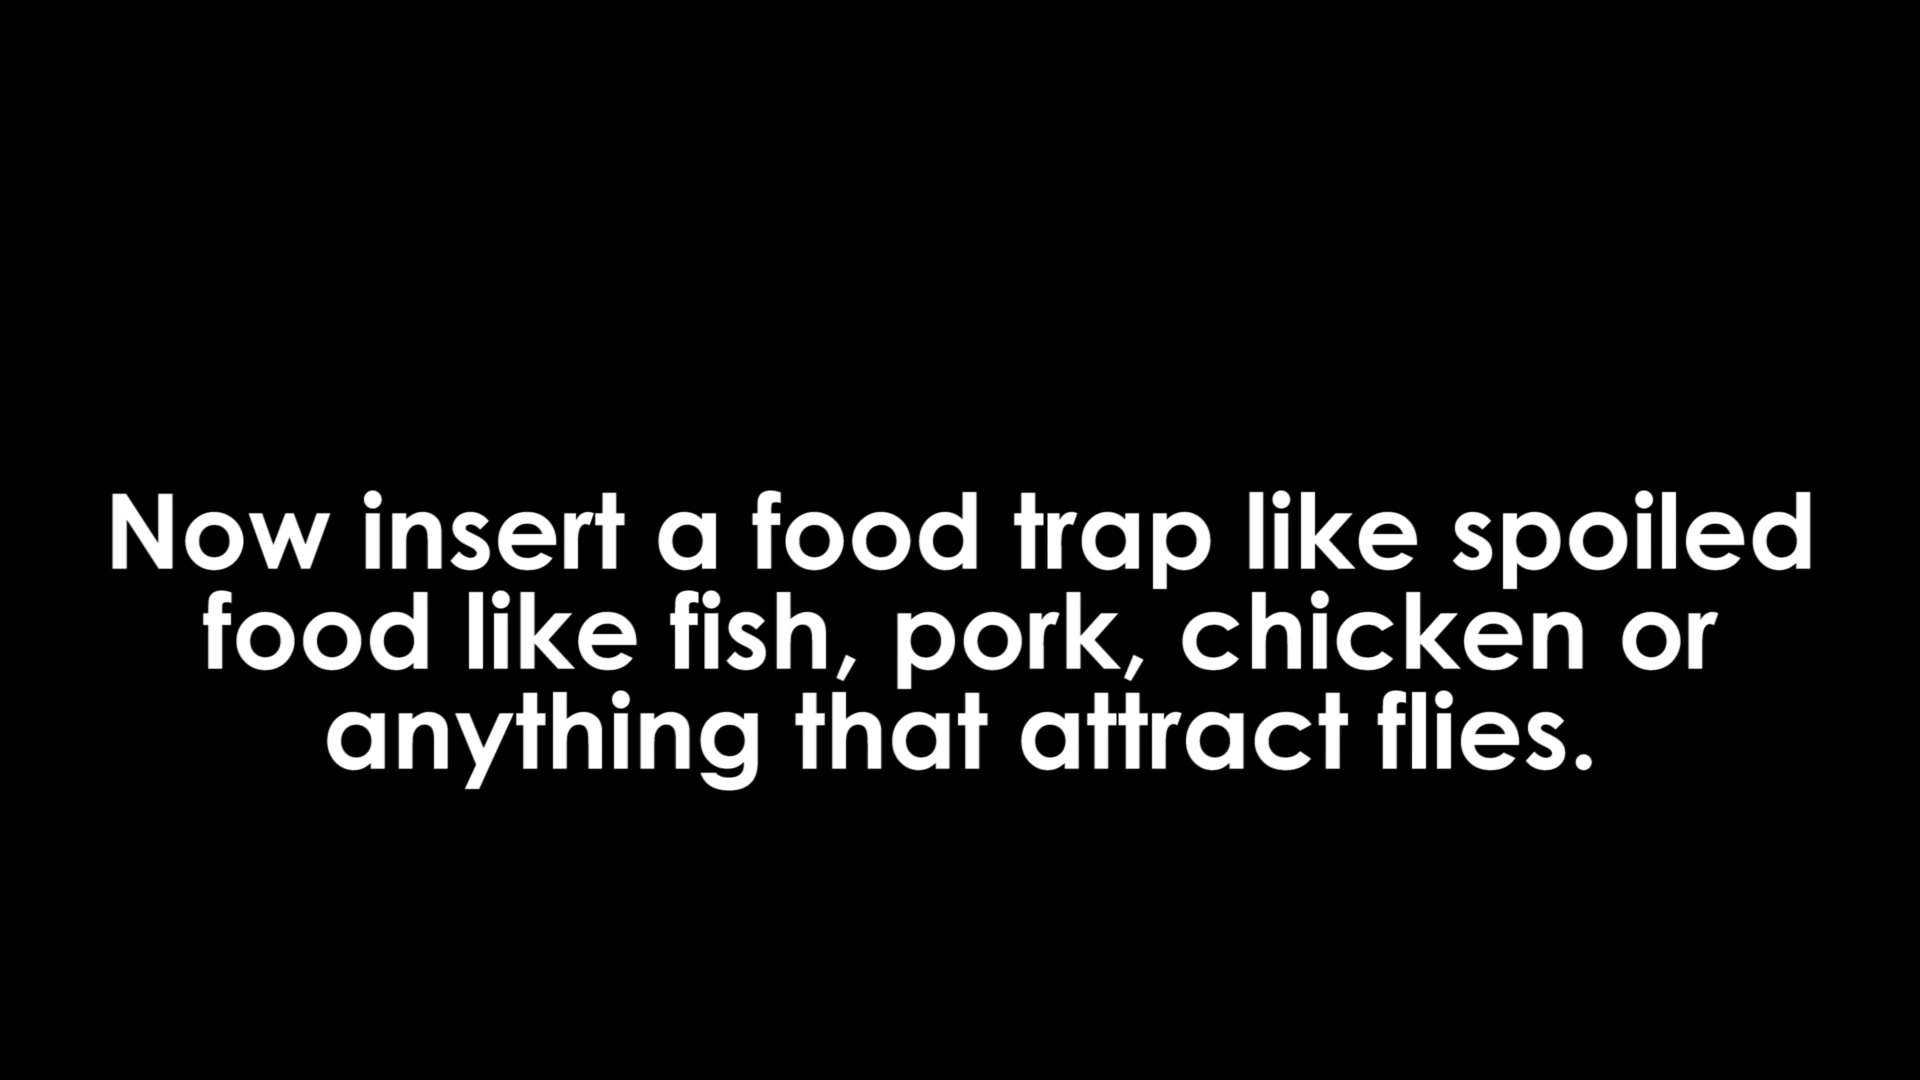 Now insert a food trap like spoiled
food like fish, pork, chicken or
anything that attract flies.